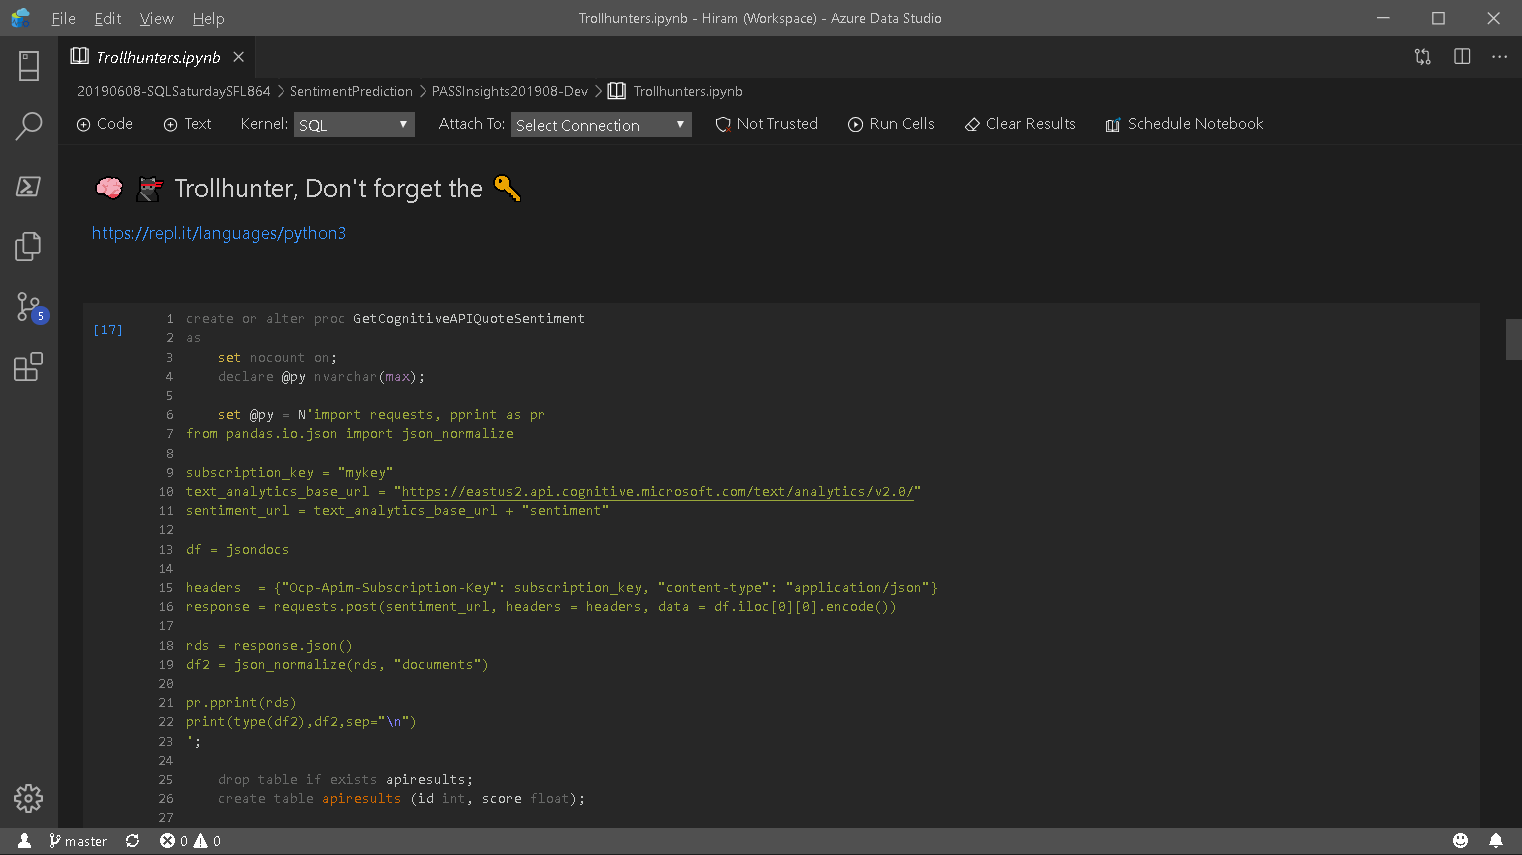 File Edit View Help
Trollhunters.ipynb - Hiram (Workspace) - Azure Data Studio
Trollhunters.ipynb
20190608-SQLSaturdaySFL864 > SentimentPrediction > PASSInsights201908-Dev > Trollhunters.ipynb
Code Text Kernel: SQL Attach To: Select Connection Not Trusted Run Cells Clear Results Schedule Notebook
Trollhunter, Don't forget the
https://repl.it/languages/python3
5
[17]
1 create or alter proc GetCognitiveAPIQuoteSentiment
2 as
3 set nocount on;
4 declare @py nvarchar(max);
5
6 set @py = N'import requests, pprint as pr
7 from pandas.io.json import json_normalize
8
9 subscription_key = "mykey"
10 text_analytics_base_url = "https://eastus2.api.cognitive.microsoft.com/text/analytics/v2.0/"
11 sentiment_url = text_analytics_base_url + "sentiment"
12
13 df = jsondocs
14
15 headers  = {"Ocp-Apim-Subscription-Key": subscription_key, "content-type": "application/json"}
16 response = requests.post(sentiment_url, headers = headers, data = df.iloc[0][0].encode())
17
18 rds = response.json()
19 df2 = json_normalize(rds, "documents")
20
21 pr.pprint(rds)
22 print(type(df2),df2,sep="\n")
23 ';
24
25 drop table if exists apiresults;
26 create table apiresults (id int, score float);
27
master 0 0